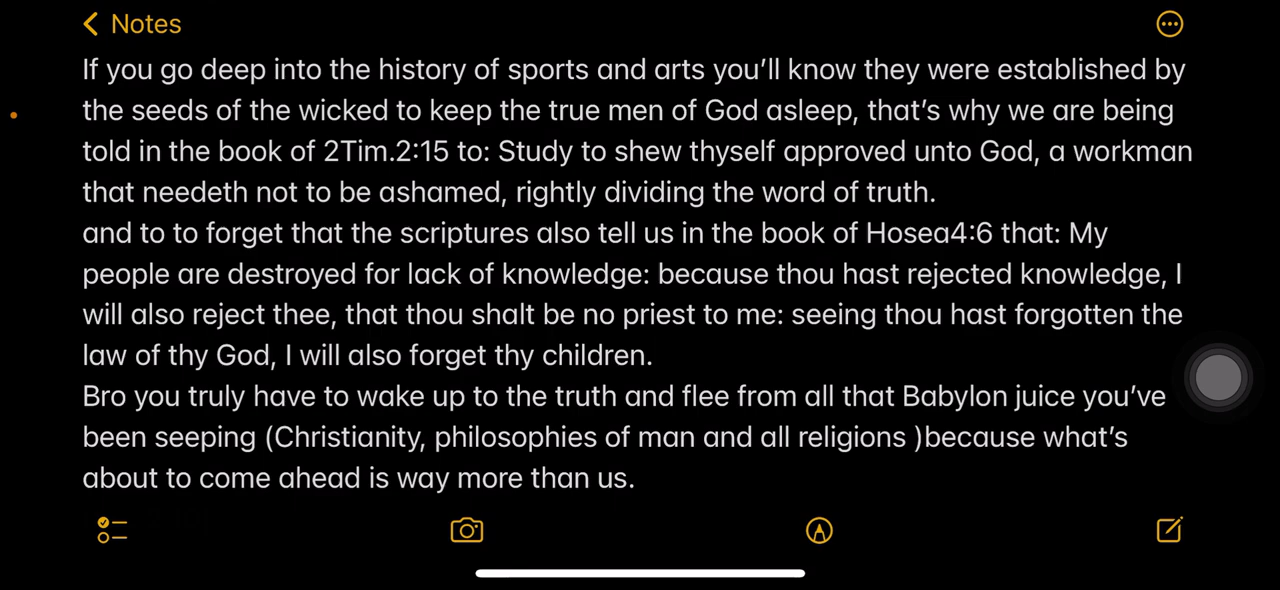 Notes
If you go deep into the history of sports and arts you’ll know they were established by
the seeds of the wicked to keep the true men of God asleep, that’s why we are being
told in the book of 2Tim.2:15 to: Study to shew thyself approved unto God, a workman
that needeth not to be ashamed, rightly dividing the word of truth.
and to to forget that the scriptures also tell us in the book of Hosea4:6 that: My
people are destroyed for lack of knowledge: because thou hast rejected knowledge, I
will also reject thee, that thou shalt be no priest to me: seeing thou hast forgotten the
law of thy God, I will also forget thy children.
Bro you truly have to wake up to the truth and flee from all that Babylon juice you’ve
been seeping (Christianity, philosophies of man and all religions )because what’s
about to come ahead is way more than us.